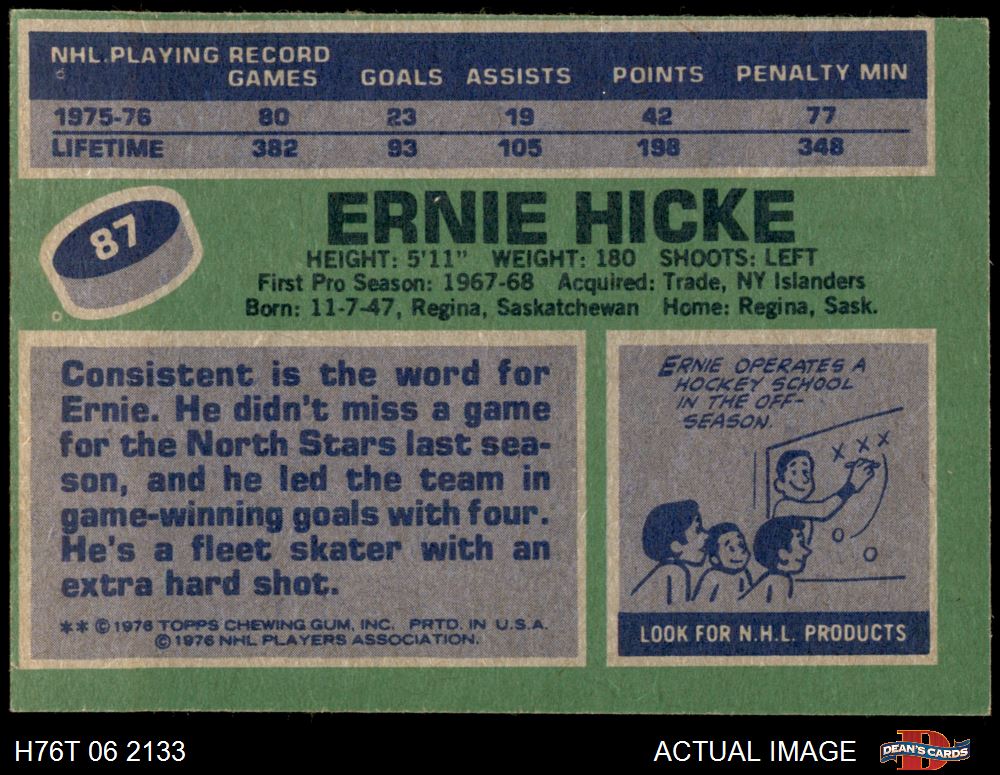 NHL PLAYING RECORD
GAMES GOALS ASSISTS POINTS PENALTY MIN
1975-76 80 23 19 42 77
LIFETIME 382 93 105 198 348
87
ERNIE HICKE
HEIGHT: 5'11" WEIGHT: 180 SHOOTS: LEFT
First Pro Season: 1967-68 Acquired: Trade, NY Islanders
Born: 11-7-47, Regina, Saskatchewan Home: Regina, Sask.
Consistent is the word for
Ernie. He didn't miss a game
for the North Stars last sea-
son, and he led the team in
game-winning goals with four.
He's a fleet skater with an
extra hard shot.
** © 1976 TOPPS CHEWING GUM, INC. PRTD. IN U.S.A.
© 1976 NHL PLAYERS ASSOCIATION.
ERNIE OPERATES A
HOCKEY SCHOOL
IN THE OFF-
SEASON.
X X X
O
O
LOOK FOR N.H.L. PRODUCTS
H76T 06 2133 ACTUAL IMAGE D DEAN'S CARDS